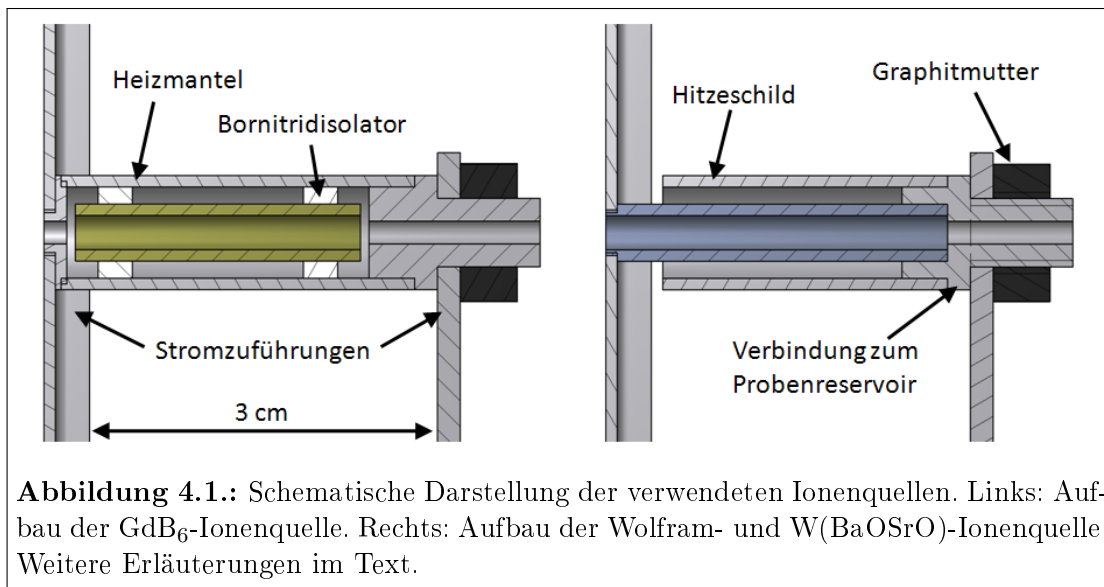 Heizmantel
Bornitridisolator
Stromzuführungen
3 cm
Hitzeschild
Graphitmutter
Verbindung zum
Probenreservoir
Abbildung 4.1.: Schematische Darstellung der verwendeten Ionenquellen. Links: Auf-
bau der GdB₆-Ionenquelle. Rechts: Aufbau der Wolfram- und W(BaOSrO)-Ionenquelle
Weitere Erläuterungen im Text.